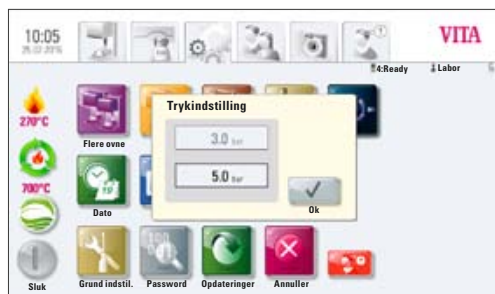 10:05
VITA
4:Ready
Labor
270°C
Trykindstilling
3.0 bar
5.0 bar
Ok
Flere ovne
700°C
Dato
Sluk
Grund indstil.
Password
Opdateringer
Annuller